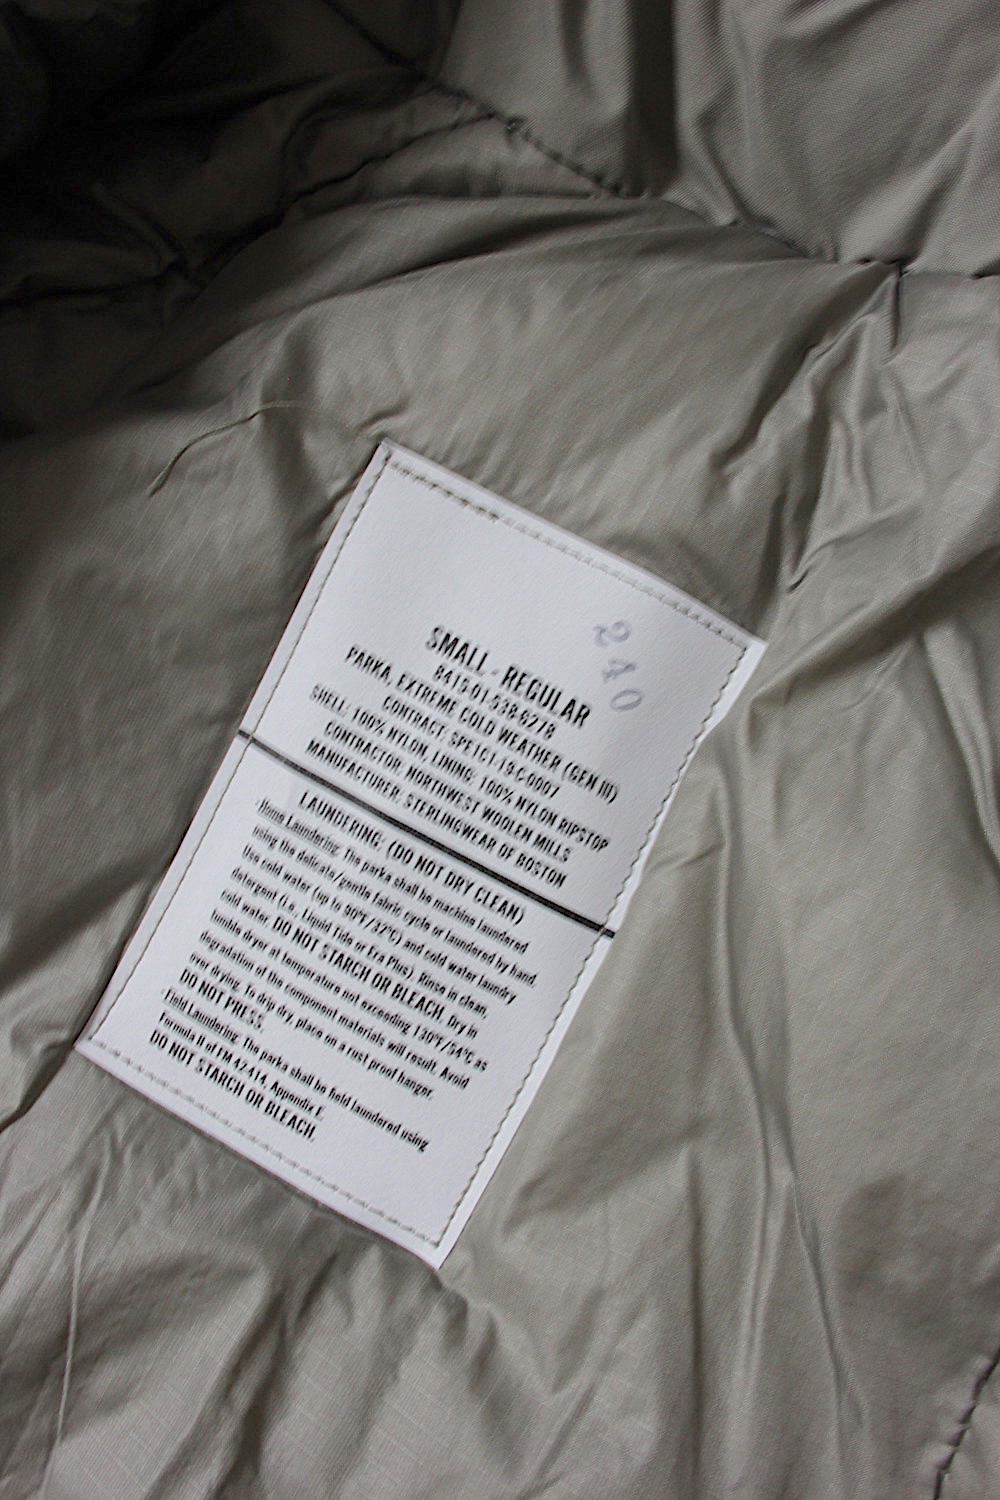 240
SMALL - REGULAR
8415-01-538-6278
PARKA, EXTREME COLD WEATHER (GEN III)
CONTRACT: SPE1C1-19-C-0007
SHELL: 100% NYLON, LINING: 100% NYLON RIPSTOP
CONTRACTOR: NORTHWEST WOOLEN MILLS
MANUFACTURER: STERLINGWEAR OF BOSTON
LAUNDERING: (DO NOT DRY CLEAN)
-Home Laundering: The parka shall be machine laundered
using the delicate/gentle fabric cycle or laundered by hand.
Use cold water (up to 90°F/32°C) and cold water laundry
detergent (i.e., Liquid Tide or Era Plus). Rinse in clean,
cold water. DO NOT STARCH OR BLEACH. Dry in
tumble dryer at temperature not exceeding 130°F/54°C as
degradation of the component materials will result. Avoid
over drying. To drip dry, place on a rust proof hanger.
DO NOT PRESS.
-Field Laundering: The parka shall be field laundered using
Formula II of FM 42-414, Appendix E.
DO NOT STARCH OR BLEACH.